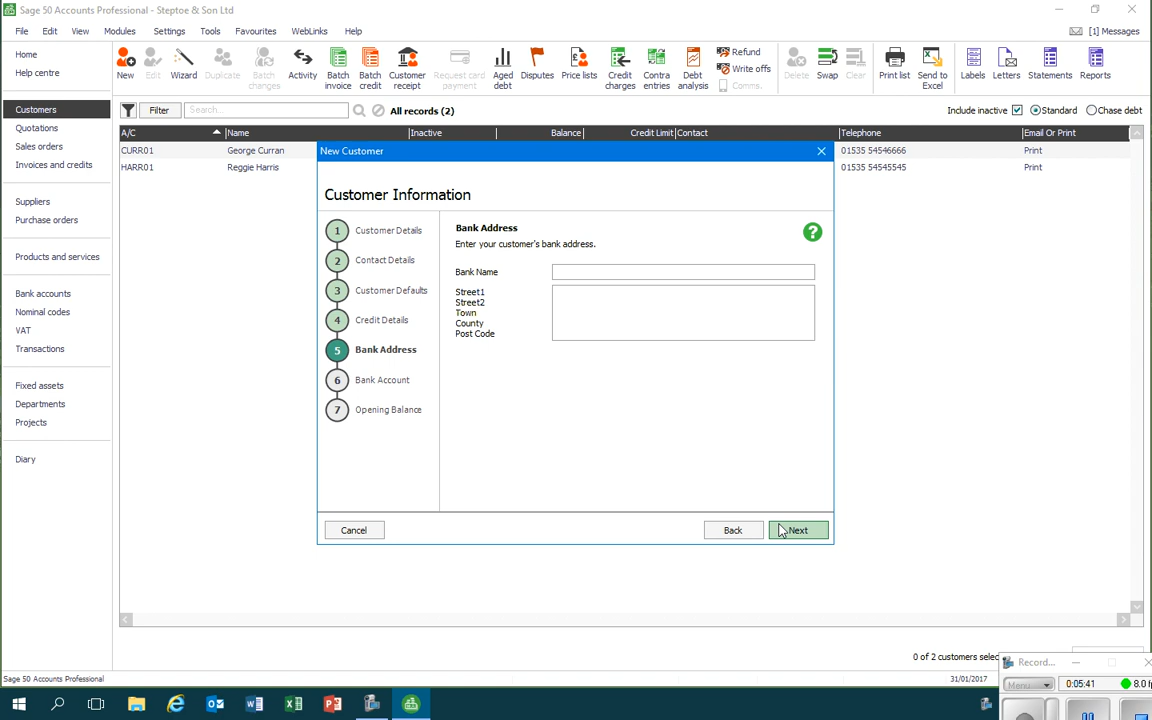 Sage 50 Accounts Professional - Steptoe & Son Ltd
File Edit View Modules Settings Tools Favourites WebLinks Help [1] Messages
Home
Help centre
New Edit Wizard Duplicate Batch changes Activity Batch invoice Batch credit Customer receipt Request card payment Aged debt Disputes Price lists Credit charges Contra entries Debt analysis Refund Write offs Comms. Delete Swap Clear Print list Send to Excel Labels Letters Statements Reports
Customers
Filter Search... All records (2) Include inactive Standard Chase debt
A/C Name Inactive Balance Credit Limit Contact Telephone Email Or Print
CURR01 George Curran 01535 54546666 Print
HARR01 Reggie Harris 01535 54545545 Print
Quotations
Sales orders
Invoices and credits
Suppliers
Purchase orders
Products and services
Bank accounts
Nominal codes
VAT
Transactions
Fixed assets
Departments
Projects
Diary
New Customer
Customer Information
1 Customer Details
2 Contact Details
3 Customer Defaults
4 Credit Details
5 Bank Address
6 Bank Account
7 Opening Balance
Bank Address
Enter your customer's bank address.
?
Bank Name
Street1
Street2
Town
County
Post Code
Cancel Back Next
0 of 2 customers selec
Sage 50 Accounts Professional 31/01/2017
Record...
Menu 0:05:41 8.0